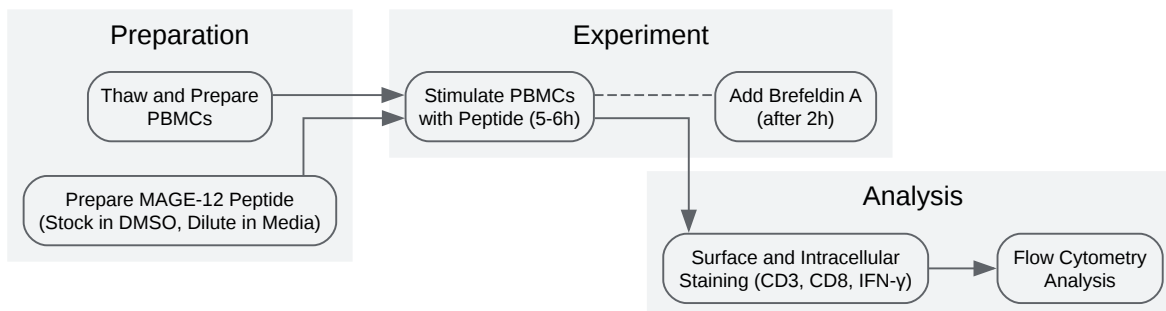 Preparation
Thaw and Prepare
PBMCs
Prepare MAGE-12 Peptide
(Stock in DMSO, Dilute in Media)
Experiment
Stimulate PBMCs
with Peptide (5-6h)
Add Brefeldin A
(after 2h)
Analysis
Surface and Intracellular
Staining (CD3, CD8, IFN-γ)
Flow Cytometry
Analysis